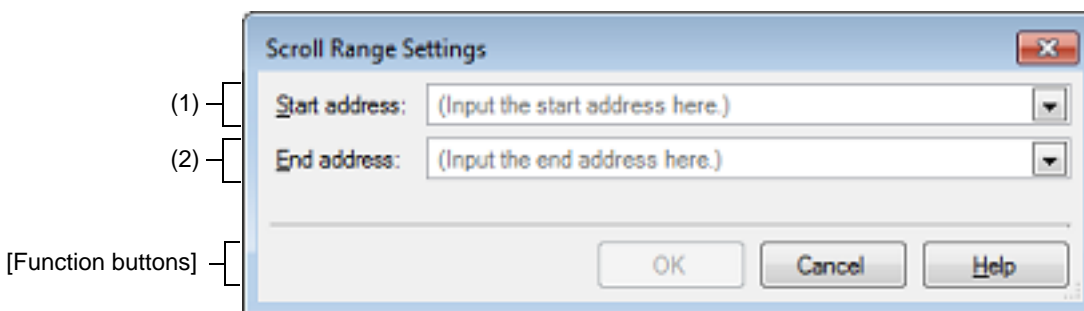 Scroll Range Settings
(1) Start address: (Input the start address here.)
(2) End address: (Input the end address here.)
[Function buttons] OK Cancel Help